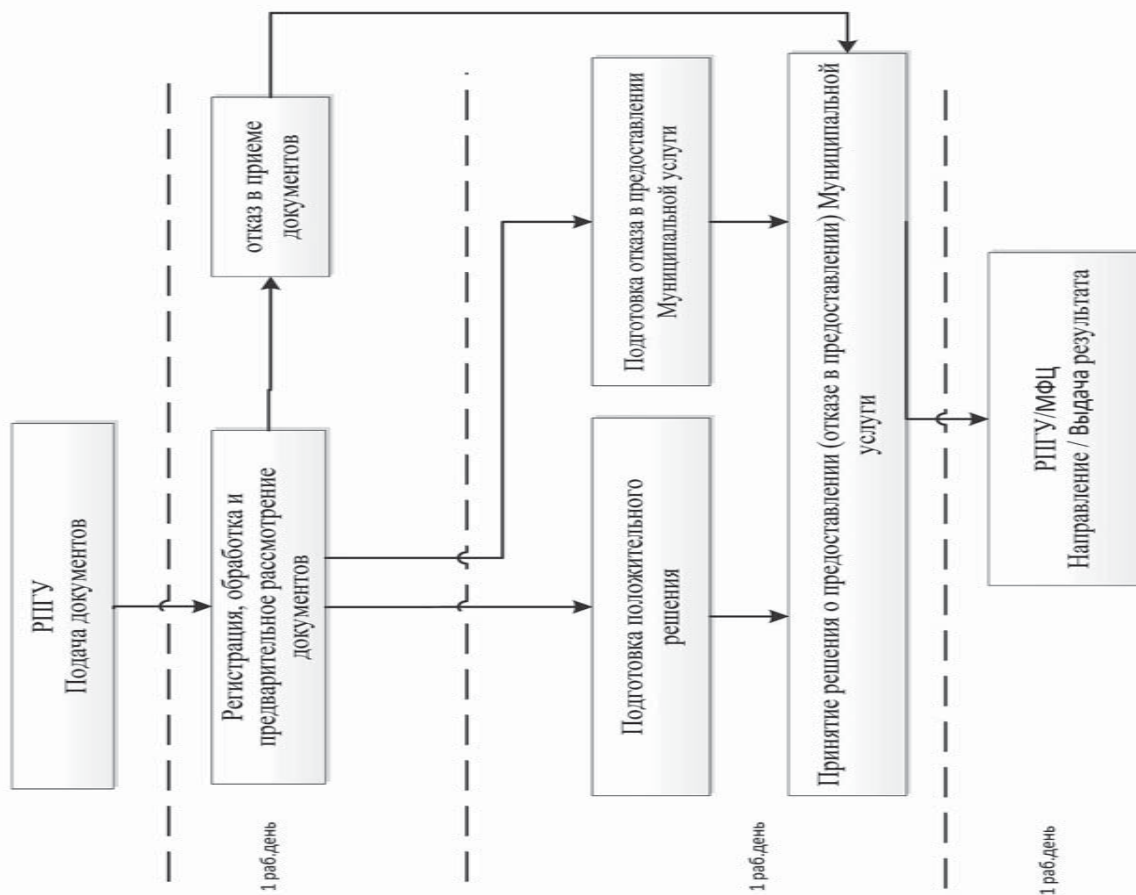 РПГУ
Подача документов
1 раб.день
Регистрация, обработка и
предварительное рассмотрение
документов
отказ в приеме
документов
1 раб.день
Подготовка положительного
решения
Подготовка отказа в предоставлении
Муниципальной услуги
Принятие решения о предоставлении (отказе в предоставлении) Муниципальной
услуги
1 раб.день
РПГУ/МФЦ
Направление / Выдача результата